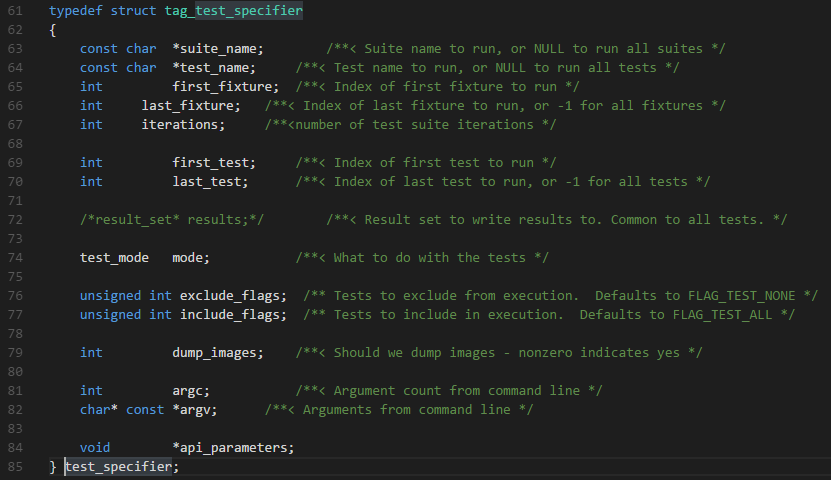 61 typedef struct tag_test_specifier
62 {
63     const char  *suite_name;        /**< Suite name to run, or NULL to run all suites */
64     const char  *test_name;     /**< Test name to run, or NULL to run all tests */
65     int         first_fixture;  /**< Index of first fixture to run */
66     int     last_fixture;   /**< Index of last fixture to run, or -1 for all fixtures */
67     int     iterations;     /**<number of test suite iterations */
68
69     int         first_test;     /**< Index of first test to run */
70     int         last_test;      /**< Index of last test to run, or -1 for all tests */
71
72     /*result_set* results;*/        /**< Result set to write results to. Common to all tests. */
73
74     test_mode   mode;           /**< What to do with the tests */
75
76     unsigned int exclude_flags;  /** Tests to exclude from execution.  Defaults to FLAG_TEST_NONE */
77     unsigned int include_flags;  /** Tests to include in execution.  Defaults to FLAG_TEST_ALL */
78
79     int         dump_images;    /**< Should we dump images - nonzero indicates yes */
80
81     int         argc;           /**< Argument count from command line */
82     char* const *argv;      /**< Arguments from command line */
83
84     void        *api_parameters;
85 } test_specifier;